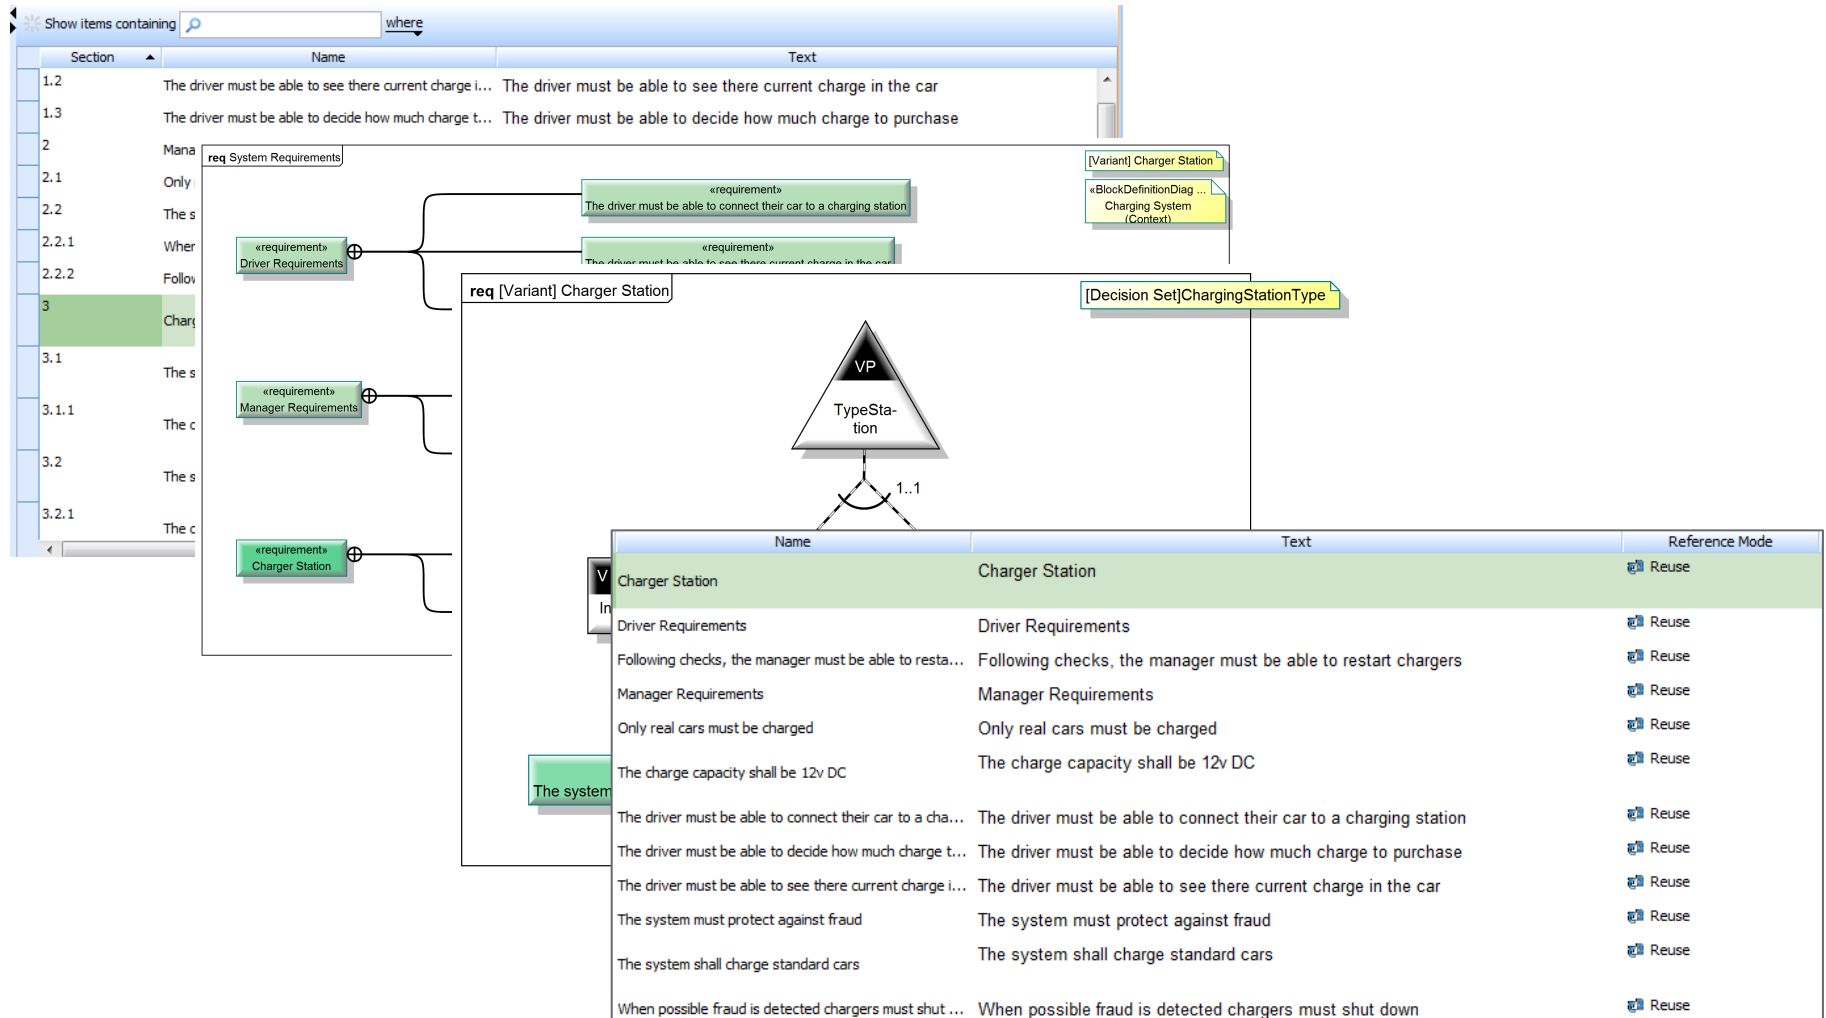 Show items containing where
Section Name Text
1.2 The driver must be able to see there current charge i... The driver must be able to see there current charge in the car
1.3 The driver must be able to decide how much charge t... The driver must be able to decide how much charge to purchase
2 Mana
2.1 Only
2.2 The s
2.2.1 Wher
2.2.2 Follow
3 Charg
3.1 The s
3.1.1 The c
3.2 The s
3.2.1 The c
req System Requirements
[Variant] Charger Station
«BlockDefinitionDiag ...
Charging System
(Context)
«requirement»
The driver must be able to connect their car to a charging station
«requirement»
Driver Requirements
«requirement»
The driver must be able to see there current charge in the car
«requirement»
Manager Requirements
«requirement»
Charger Station
req [Variant] Charger Station
[Decision Set]ChargingStationType
VP
TypeSta-
tion
1..1
V
In
The system
Name Text Reference Mode
Charger Station Charger Station Reuse
Driver Requirements Driver Requirements Reuse
Following checks, the manager must be able to resta... Following checks, the manager must be able to restart chargers Reuse
Manager Requirements Manager Requirements Reuse
Only real cars must be charged Only real cars must be charged Reuse
The charge capacity shall be 12v DC The charge capacity shall be 12v DC Reuse
The driver must be able to connect their car to a cha... The driver must be able to connect their car to a charging station Reuse
The driver must be able to decide how much charge t... The driver must be able to decide how much charge to purchase Reuse
The driver must be able to see there current charge i... The driver must be able to see there current charge in the car Reuse
The system must protect against fraud The system must protect against fraud Reuse
The system shall charge standard cars The system shall charge standard cars Reuse
When possible fraud is detected chargers must shut ... When possible fraud is detected chargers must shut down Reuse